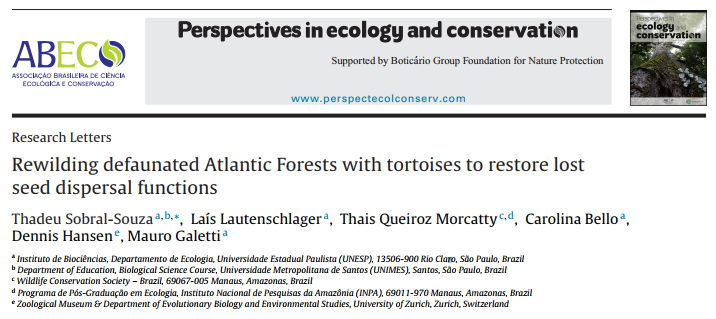 ABECO
ASSOCIAÇÃO BRASILEIRA DE CIÊNCIA
ECOLÓGICA E CONSERVAÇÃO
Perspectives in ecology and conservation
Supported by Boticário Group Foundation for Nature Protection
www.perspectecolconserv.com
Perspectives in
ecology and
conservation
Research Letters
Rewilding defaunated Atlantic Forests with tortoises to restore lost
seed dispersal functions
Thadeu Sobral-Souza a,b,∗, Laís Lautenschlager a, Thais Queiroz Morcatty c,d, Carolina Bello a,
Dennis Hansen e, Mauro Galetti a
a Instituto de Biociências, Departamento de Ecologia, Universidade Estadual Paulista (UNESP), 13506-900 Rio Claro, São Paulo, Brazil
b Department of Education, Biological Science Course, Universidade Metropolitana de Santos (UNIMES), Santos, São Paulo, Brazil
c Wildlife Conservation Society – Brazil, 69067-005 Manaus, Amazonas, Brazil
d Programa de Pós-Graduação em Ecologia, Instituto Nacional de Pesquisas da Amazônia (INPA), 69011-970 Manaus, Amazonas, Brazil
e Zoological Museum & Department of Evolutionary Biology and Environmental Studies, University of Zurich, Zurich, Switzerland